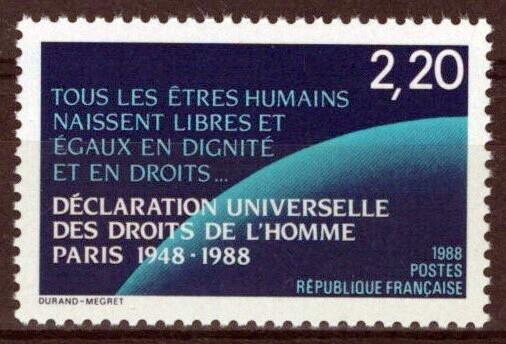 2,20
TOUS LES ÊTRES HUMAINS
NAISSENT LIBRES ET
ÉGAUX EN DIGNITÉ
ET EN DROITS...
DÉCLARATION UNIVERSELLE
DES DROITS DE L'HOMME
PARIS 1948 · 1988
1988
POSTES
RÉPUBLIQUE FRANÇAISE
DURAND-MEGRET